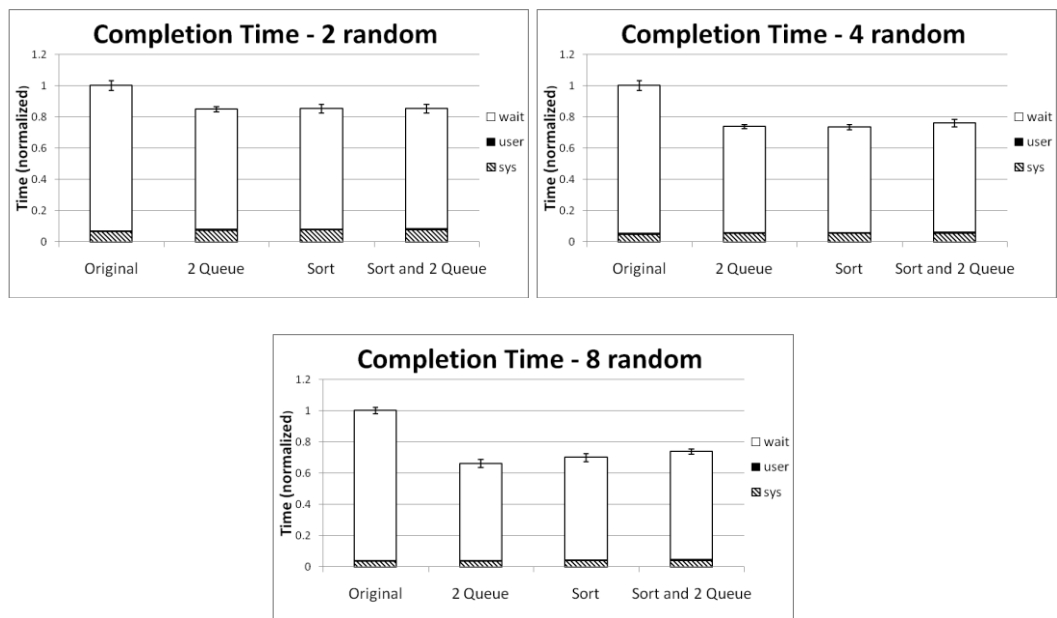 Completion Time - 2 random
Time (normalized)
1.2
1
0.8
0.6
0.4
0.2
0
Original 2 Queue Sort Sort and 2 Queue
wait
user
sys
Completion Time - 4 random
Time (normalized)
1.2
1
0.8
0.6
0.4
0.2
0
Original 2 Queue Sort Sort and 2 Queue
wait
user
sys
Completion Time - 8 random
Time (normalized)
1.2
1
0.8
0.6
0.4
0.2
0
Original 2 Queue Sort Sort and 2 Queue
wait
user
sys